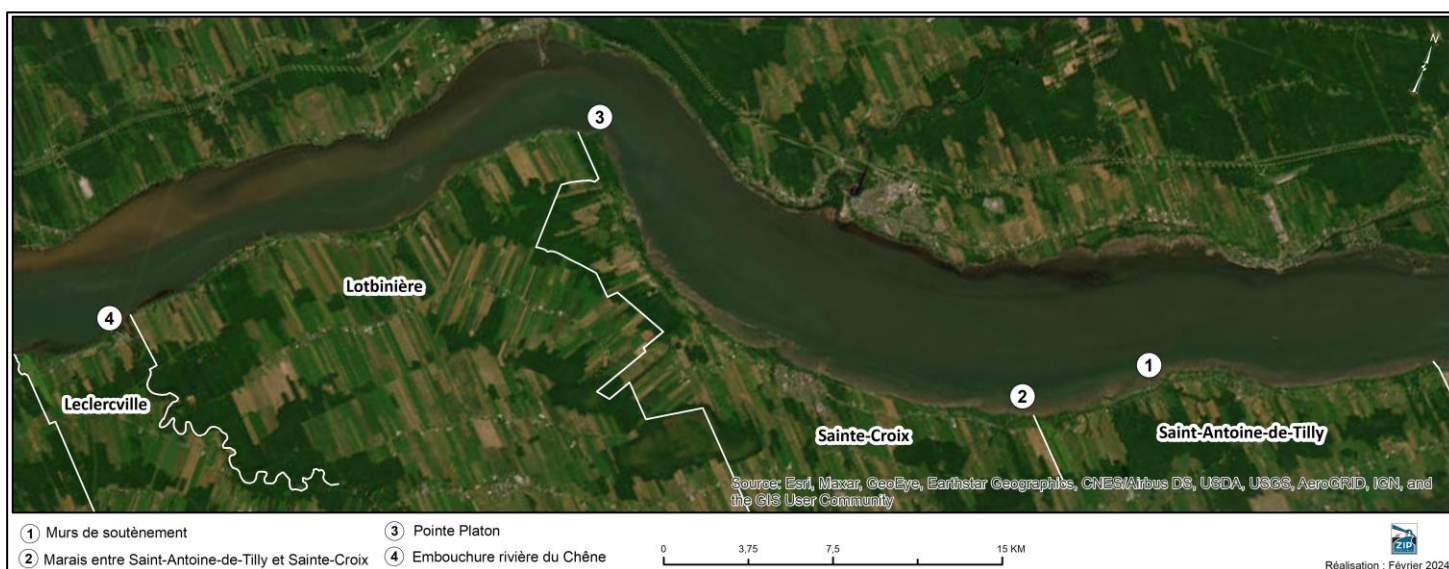 N
3
Lotbinière
4
Leclercville
1
2
Sainte-Croix
Saint-Antoine-de-Tilly
Source: Esri, Maxar, GeoEye, Earthstar Geographics, CNES/Airbus DS, USDA, USGS, AeroGRID, IGN, and
the GIS User Community
1 Murs de soutènement
2 Marais entre Saint-Antoine-de-Tilly et Sainte-Croix
3 Pointe Platon
4 Embouchure rivière du Chêne
0 3.75 7.5 15 KM
ZIP
Réalisation : Février 2024